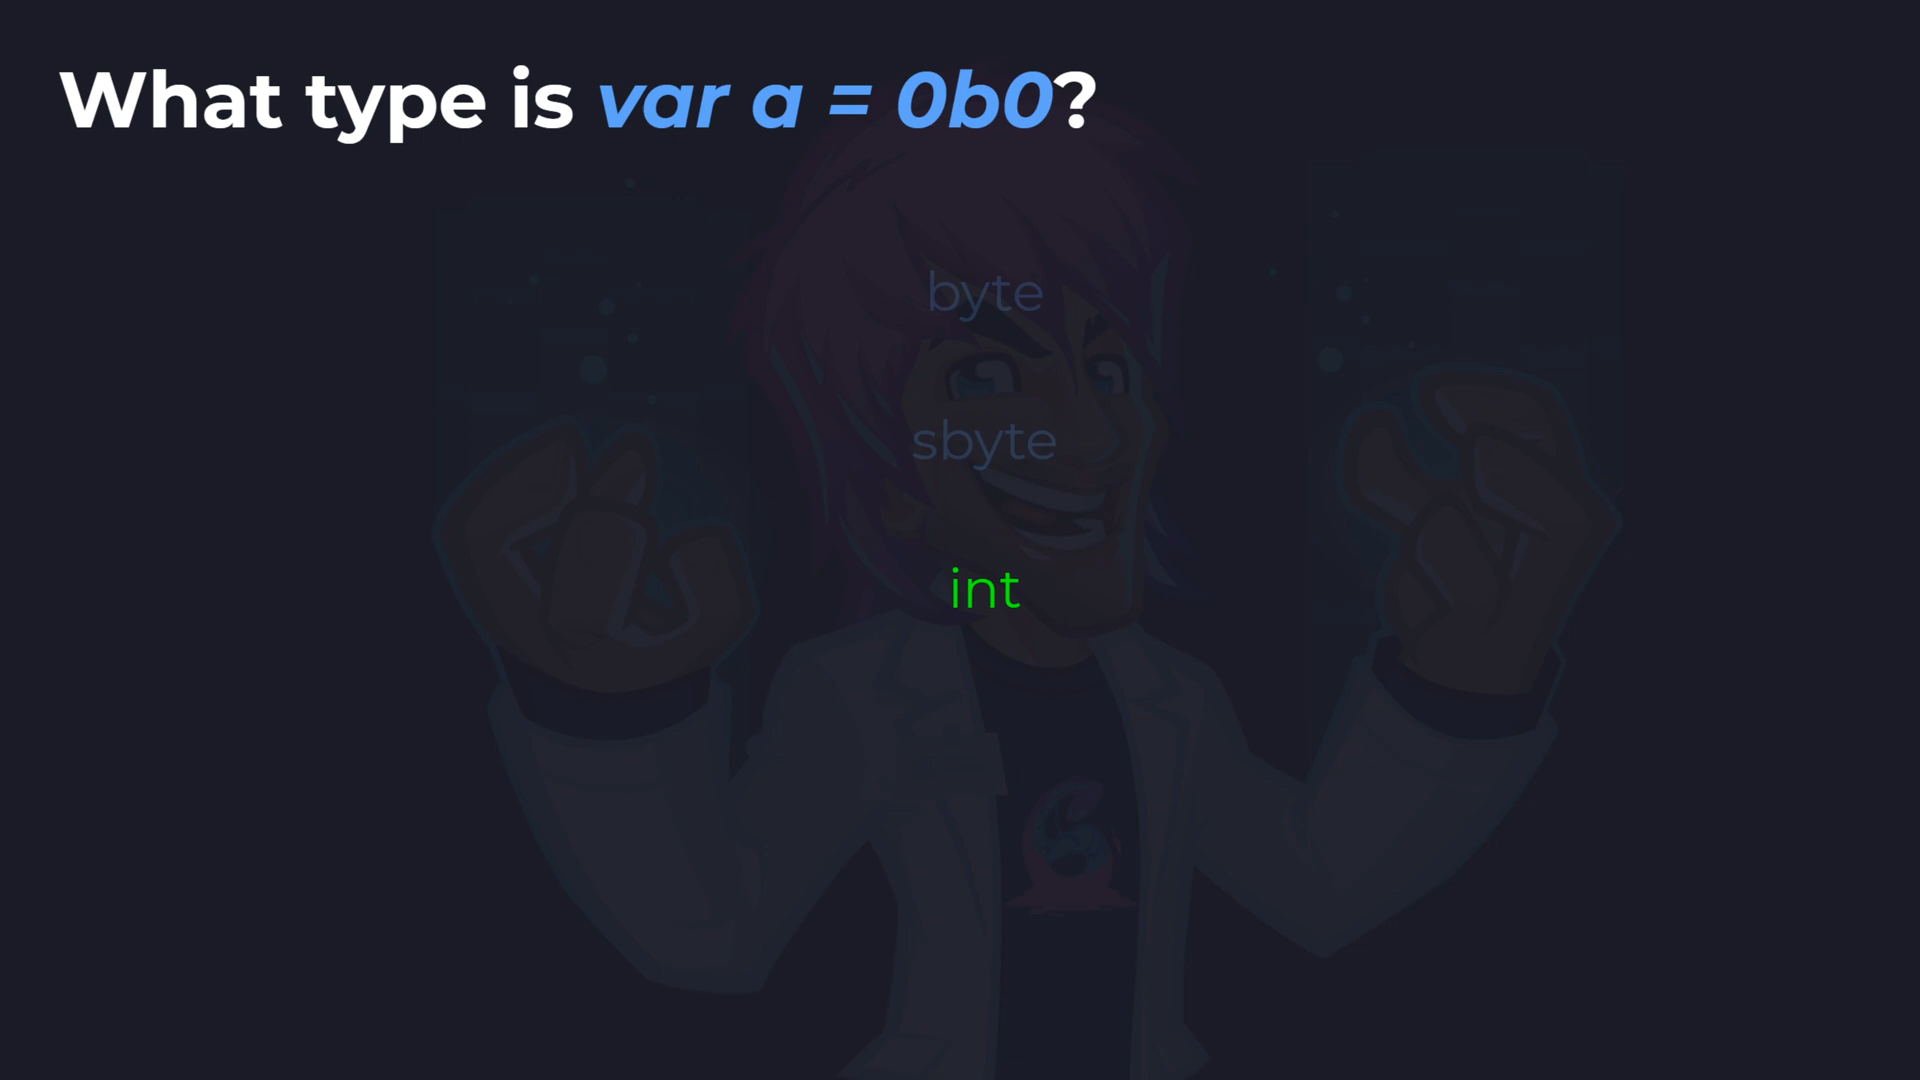 What type is var a = 0b0?
byte
sbyte
int